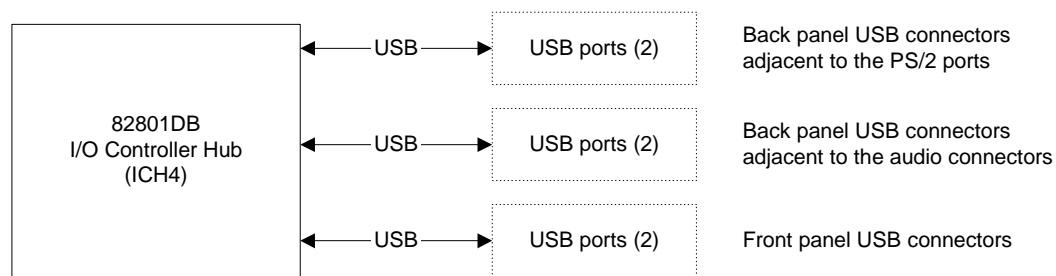 82801DB
I/O Controller Hub
(ICH4)
USB
USB ports (2)
Back panel USB connectors
adjacent to the PS/2 ports
USB
USB ports (2)
Back panel USB connectors
adjacent to the audio connectors
USB
USB ports (2)
Front panel USB connectors